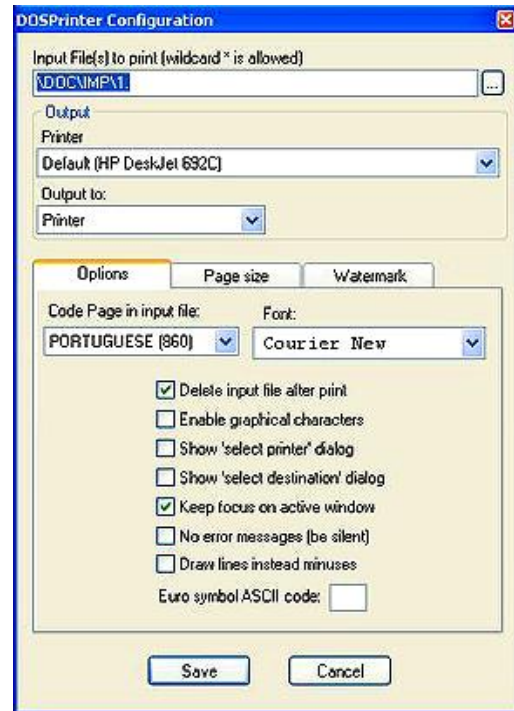 DOSPrinter Configuration
Input File(s) to print (wildcard * is allowed)
\DOC\IMP\1.
...
Output
Printer
Default (HP DeskJet 692C)
Output to:
Printer
Options Page size Watermark
Code Page in input file: Font:
PORTUGUESE (860) Courier New
Delete input file after print
Enable graphical characters
Show 'select printer' dialog
Show 'select destination' dialog
Keep focus on active window
No error messages (be silent)
Draw lines instead minuses
Euro symbol ASCII code:
Save Cancel